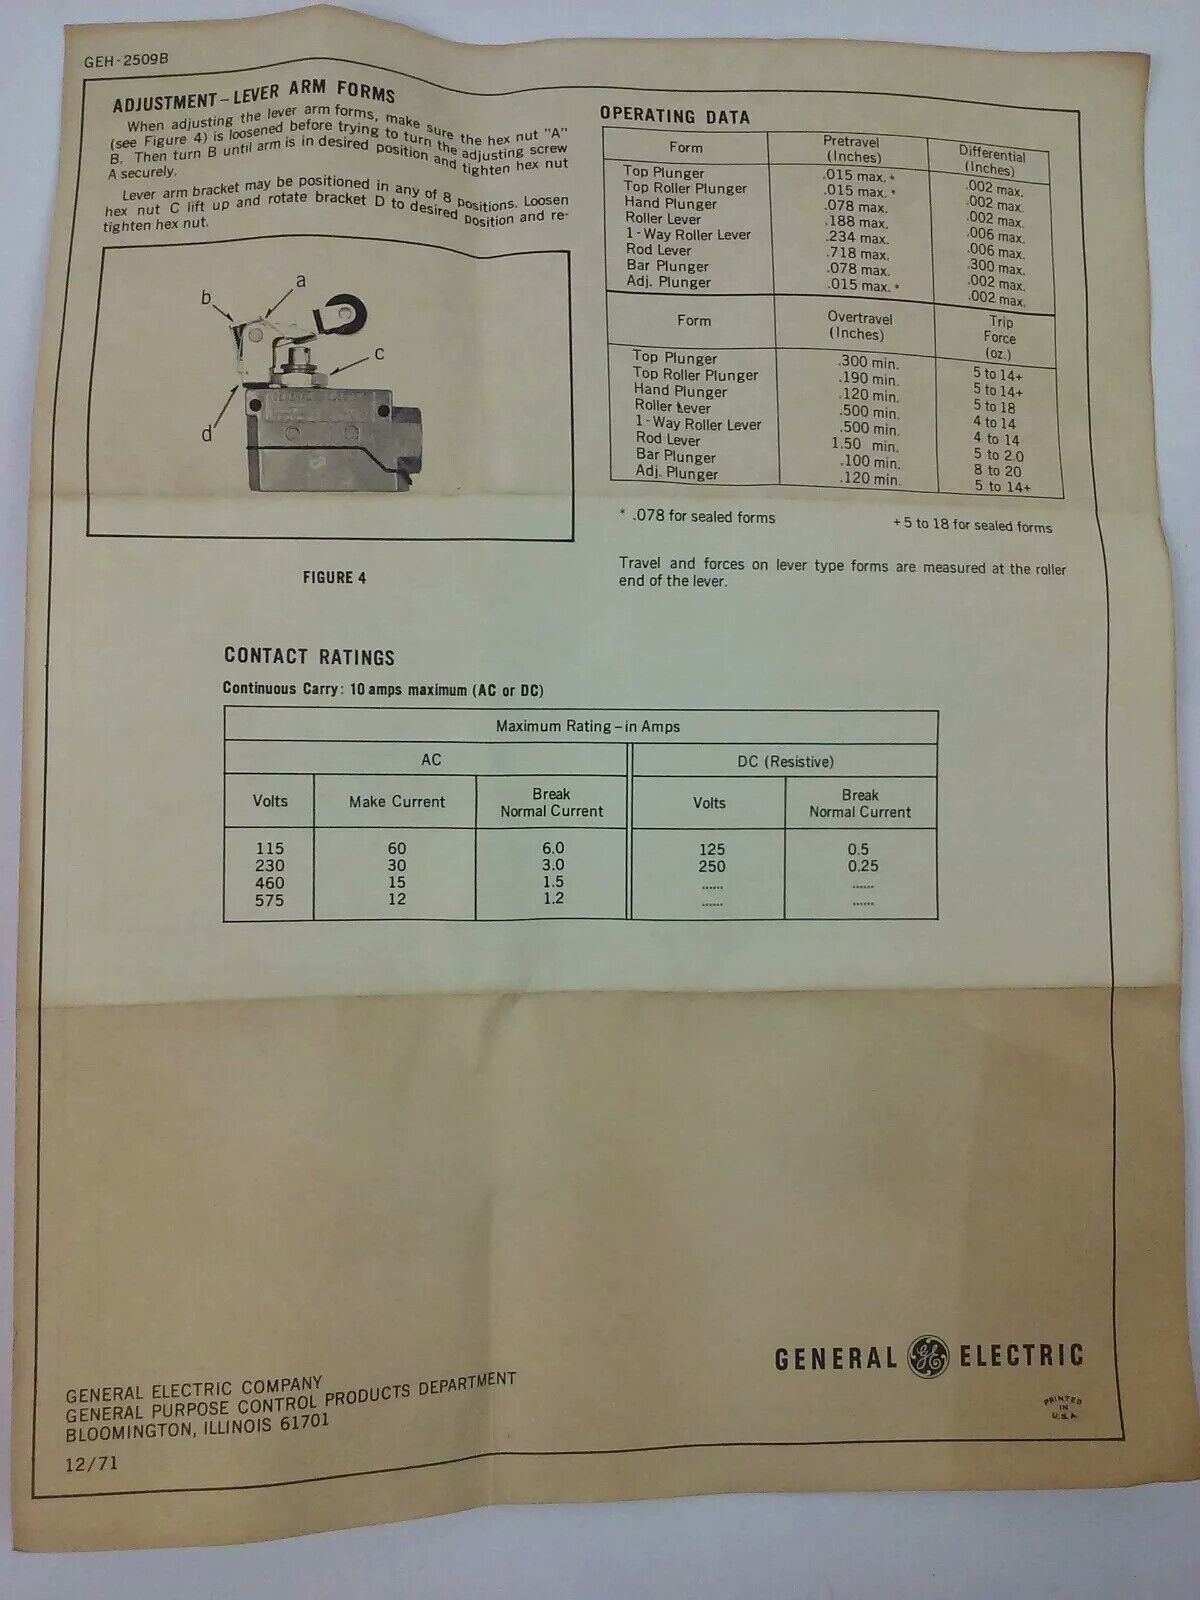 GEH-2509B
ADJUSTMENT–LEVER ARM FORMS
When adjusting the lever arm forms, make sure the hex nut "A"
(see Figure 4) is loosened before trying to turn the adjusting screw
B. Then turn B until arm is in desired position and tighten hex nut
A securely.
Lever arm bracket may be positioned in any of 8 positions. Loosen
hex nut C lift up and rotate bracket D to desired position and re-
tighten hex nut.
a
b
c
d
FIGURE 4
OPERATING DATA
Form Pretravel (Inches) Differential (Inches)
Top Plunger .015 max.* .002 max.
Top Roller Plunger .015 max.* .002 max.
Hand Plunger .078 max. .002 max.
Roller Lever .188 max. .006 max.
1-Way Roller Lever .234 max. .006 max.
Rod Lever .718 max. .300 max.
Bar Plunger .078 max. .002 max.
Adj. Plunger .015 max.* .002 max.
Form Overtravel (Inches) Trip Force (oz.)
Top Plunger .300 min. 5 to 14+
Top Roller Plunger .190 min. 5 to 14+
Hand Plunger .120 min. 5 to 18
Roller Lever .500 min. 4 to 14
1-Way Roller Lever .500 min. 4 to 14
Rod Lever 1.50 min. 5 to 2.0
Bar Plunger .100 min. 8 to 20
Adj. Plunger .120 min. 5 to 14+
* .078 for sealed forms +5 to 18 for sealed forms
Travel and forces on lever type forms are measured at the roller
end of the lever.
CONTACT RATINGS
Continuous Carry: 10 amps maximum (AC or DC)
Maximum Rating–in Amps
AC DC (Resistive)
Volts Make Current Break Normal Current Volts Break Normal Current
115 60 6.0 125 0.5
230 30 3.0 250 0.25
460 15 1.5 ...... ......
575 12 1.2 ...... ......
GENERAL GE ELECTRIC
PRINTED
IN
U.S.A.
GENERAL ELECTRIC COMPANY
GENERAL PURPOSE CONTROL PRODUCTS DEPARTMENT
BLOOMINGTON, ILLINOIS 61701
12/71